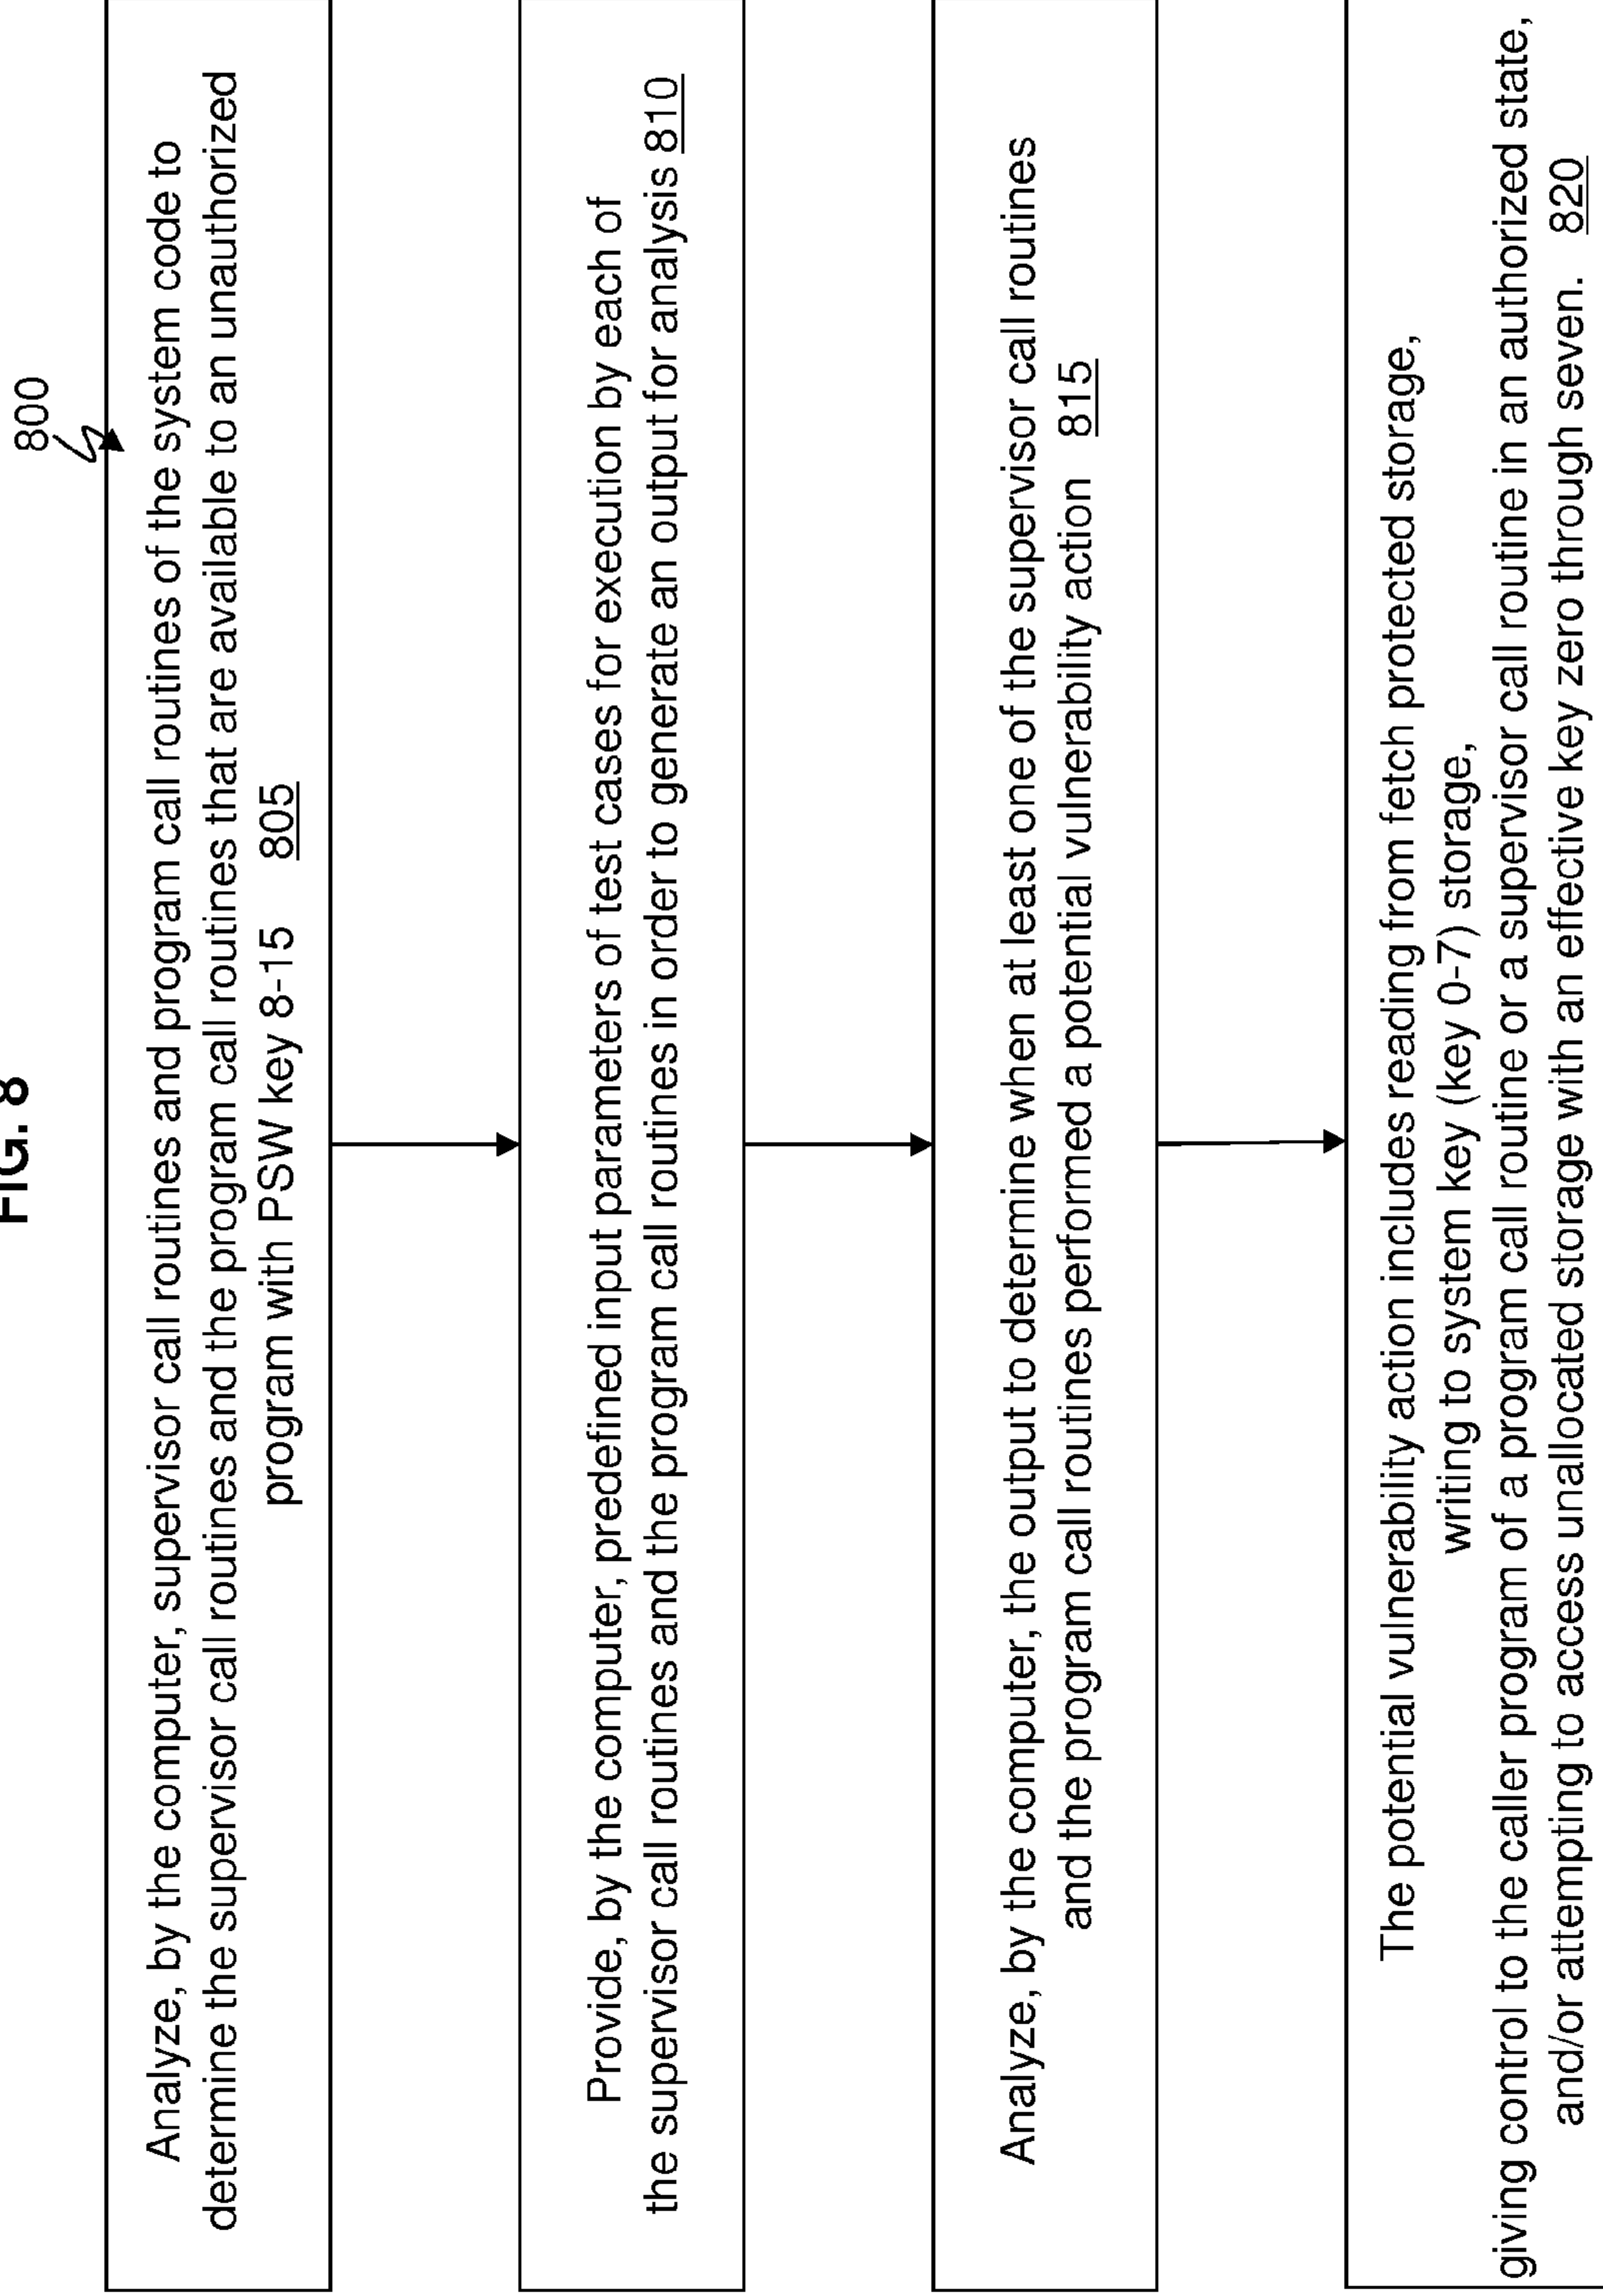 FIG. 8
800
Analyze, by the computer, supervisor call routines and program call routines of the system code to
determine the supervisor call routines and the program call routines that are available to an unauthorized
program with PSW key 8-15 805
Provide, by the computer, predefined input parameters of test cases for execution by each of
the supervisor call routines and the program call routines in order to generate an output for analysis 810
Analyze, by the computer, the output to determine when at least one of the supervisor call routines
and the program call routines performed a potential vulnerability action 815
The potential vulnerability action includes reading from fetch protected storage,
writing to system key (key 0-7) storage,
giving control to the caller program of a program call routine or a supervisor call routine in an authorized state,
and/or attempting to access unallocated storage with an effective key zero through seven. 820